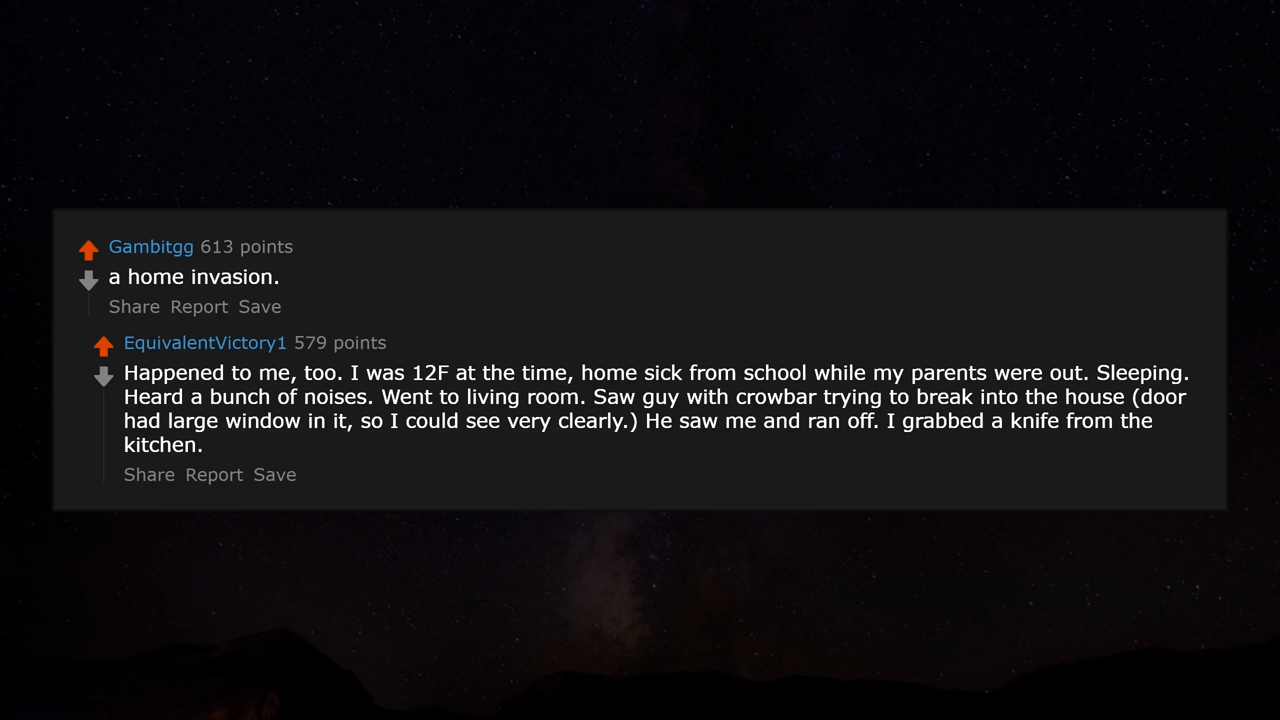 Gambitgg 613 points
a home invasion.
Share Report Save
EquivalentVictory1 579 points
Happened to me, too. I was 12F at the time, home sick from school while my parents were out. Sleeping.
Heard a bunch of noises. Went to living room. Saw guy with crowbar trying to break into the house (door
had large window in it, so I could see very clearly.) He saw me and ran off. I grabbed a knife from the
kitchen.
Share Report Save